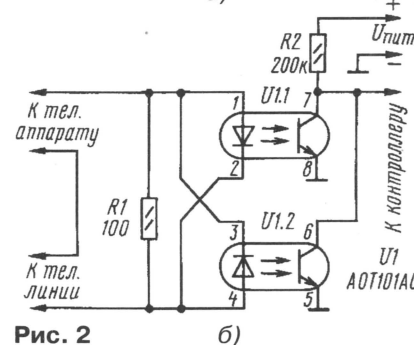 +
R2
200к
Uпит
−
К тел.
аппарату
1
U1.1
7
2
8
R1
100
К контроллеру
U1.2
3
6
К тел.
линии
4
5
U1
АОТ101АС
Рис. 2
б)